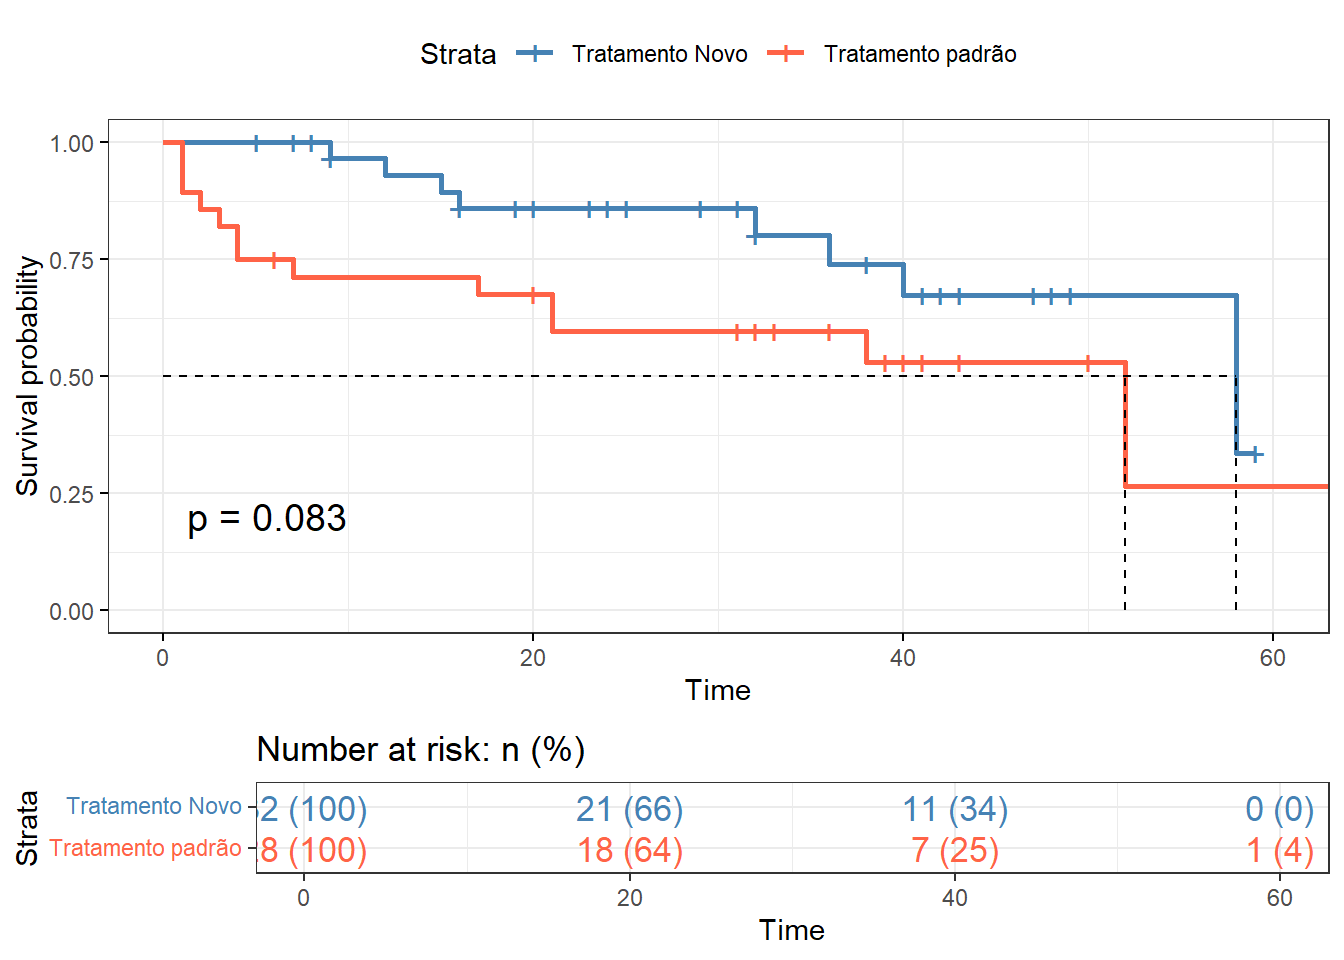 Strata Tratamento Novo Tratamento padrão
Survival probability
1.00
0.75
0.50
0.25
0.00
p = 0.083
0 20 40 60
Time
Number at risk: n (%)
Strata
Tratamento Novo 2 (100) 21 (66) 11 (34) 0 (0)
Tratamento padrão 8 (100) 18 (64) 7 (25) 1 (4)
0 20 40 60
Time